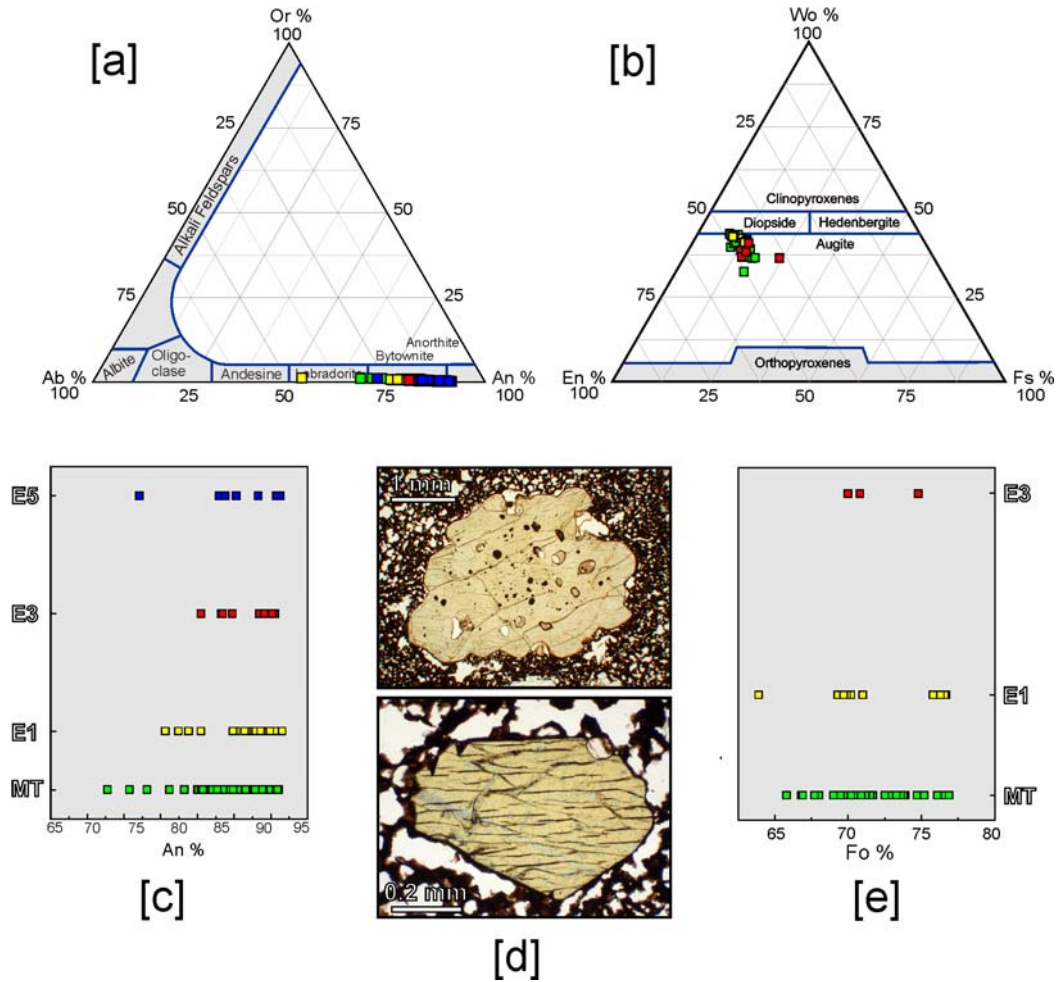 Or %
100
[a]
25
75
50
50
Alkali Feldspars
75
25
Albite
Oligo-
clase
Andesine
Labradorite
Bytownite
Anorthite
Ab %
An %
100
75
50
25
100
Wo %
100
[b]
25
75
50
50
Clinopyroxenes
Diopside
Hedenbergite
Augite
75
25
Orthopyroxenes
En %
Fs %
100
75
50
25
100
E5
E3
E1
MT
65
70
75
80
85
90
95
An %
[c]
1 mm
0.2 mm
[d]
E3
E1
MT
70
80
Fo %
[e]